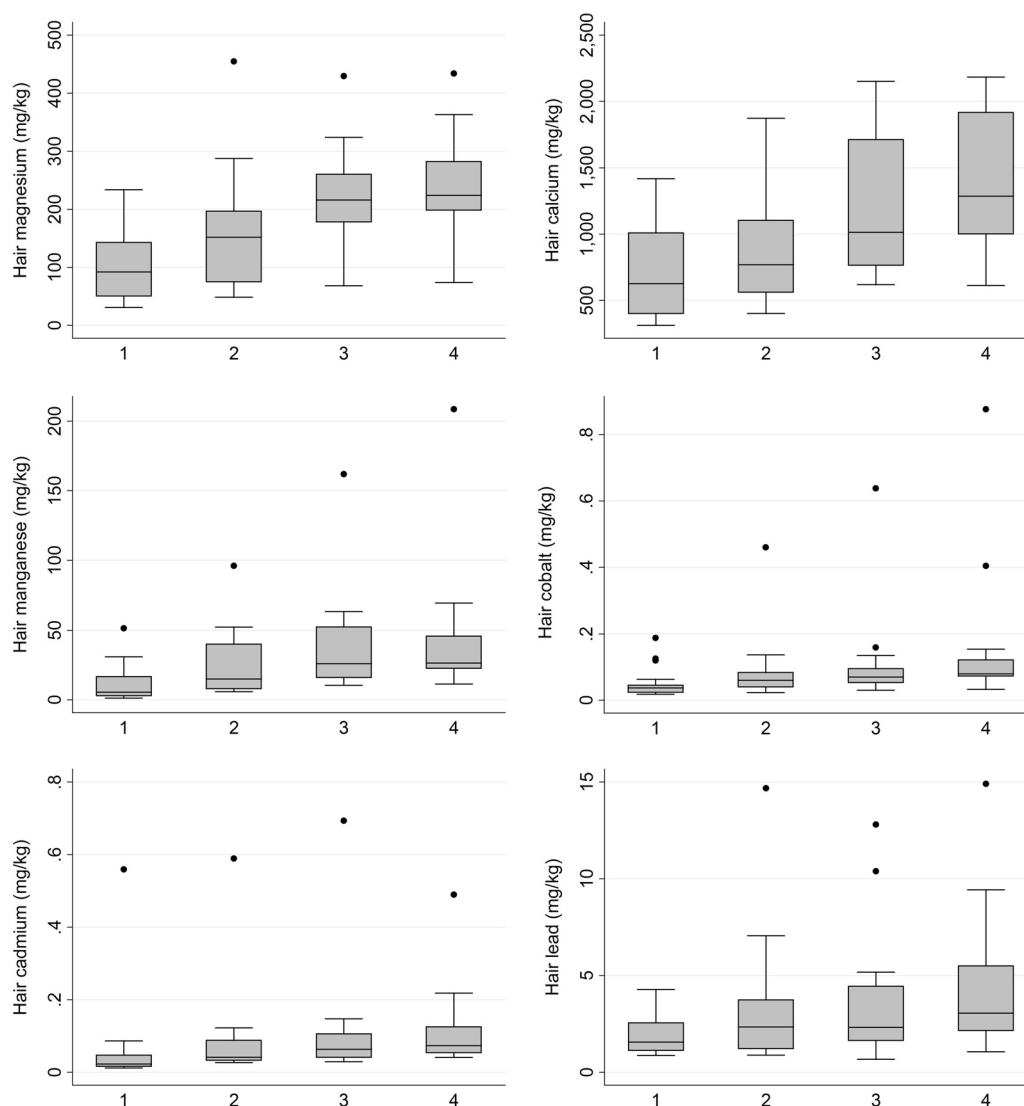 Hair magnesium (mg/kg)
500
400
300
200
100
0
1 2 3 4
Hair calcium (mg/kg)
2,500
2,000
1,500
1,000
500
1 2 3 4
Hair manganese (mg/kg)
200
150
100
50
0
1 2 3 4
Hair cobalt (mg/kg)
.8
.6
.4
.2
0
1 2 3 4
Hair cadmium (mg/kg)
.8
.6
.4
.2
0
1 2 3 4
Hair lead (mg/kg)
15
10
5
0
1 2 3 4